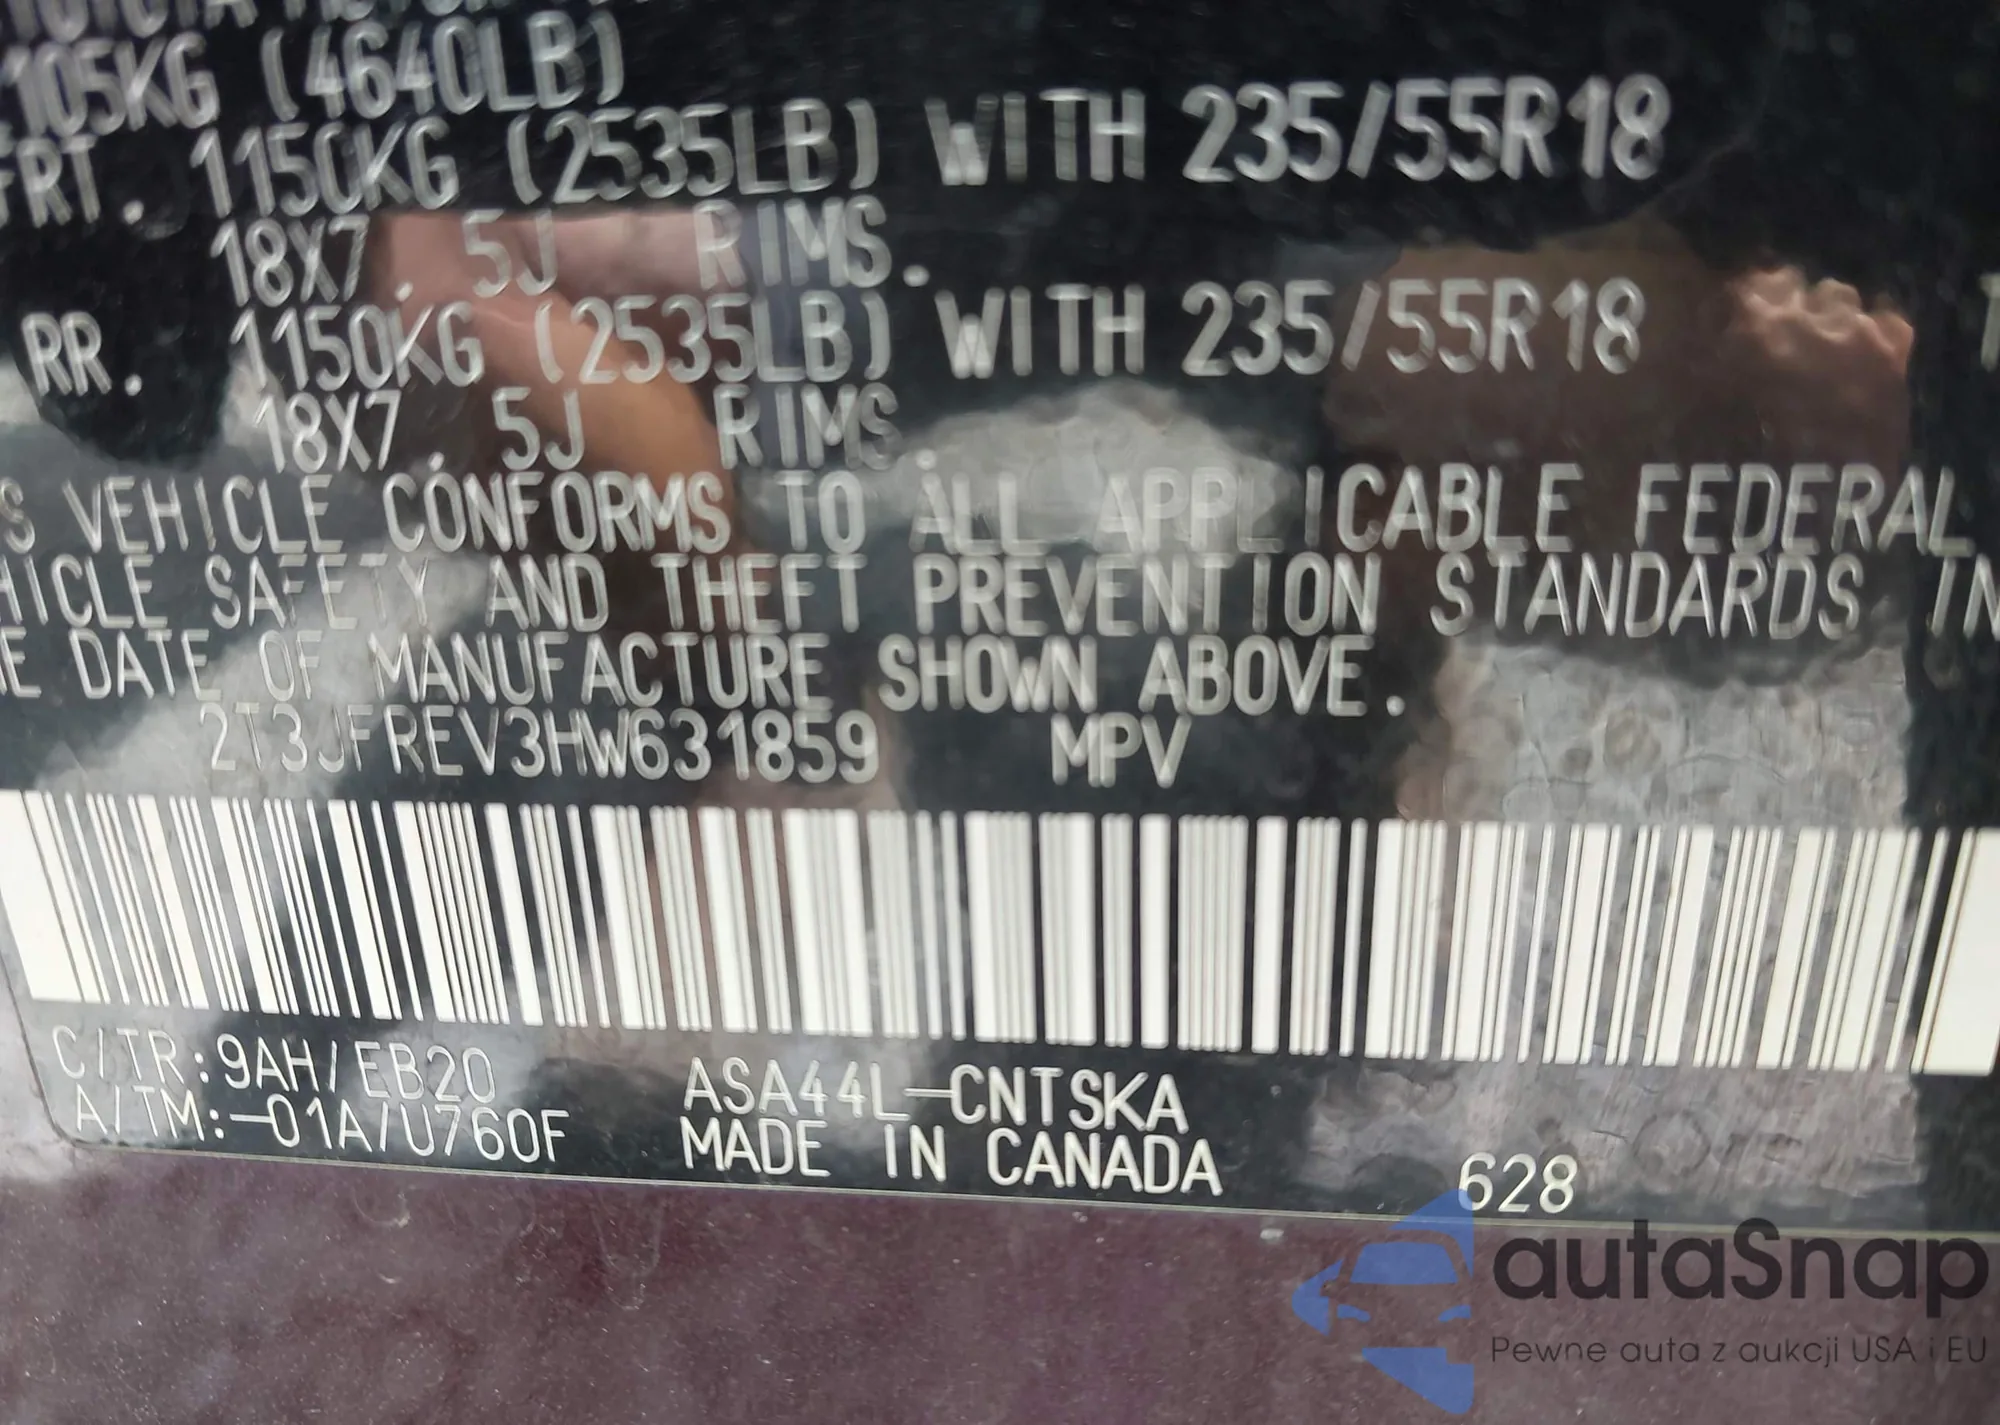 TOYOTA MOTOR
105KG (4640LB)
FRT. 1150KG (2535LB) WITH 235/55R18
18X7.5J RIMS.
RR. 1150KG (2535LB) WITH 235/55R18
18X7.5J RIMS.
S VEHICLE CONFORMS TO ALL APPLICABLE FEDERAL
HICLE SAFETY AND THEFT PREVENTION STANDARDS IN
E DATE OF MANUFACTURE SHOWN ABOVE.
2T3JFREV3HW631859 MPV
C/TR:9AH/EB20
A/TM:-01A/U760F
ASA44L-CNTSKA
MADE IN CANADA
628
autaSnap
Pewne auta z aukcji USA i EU